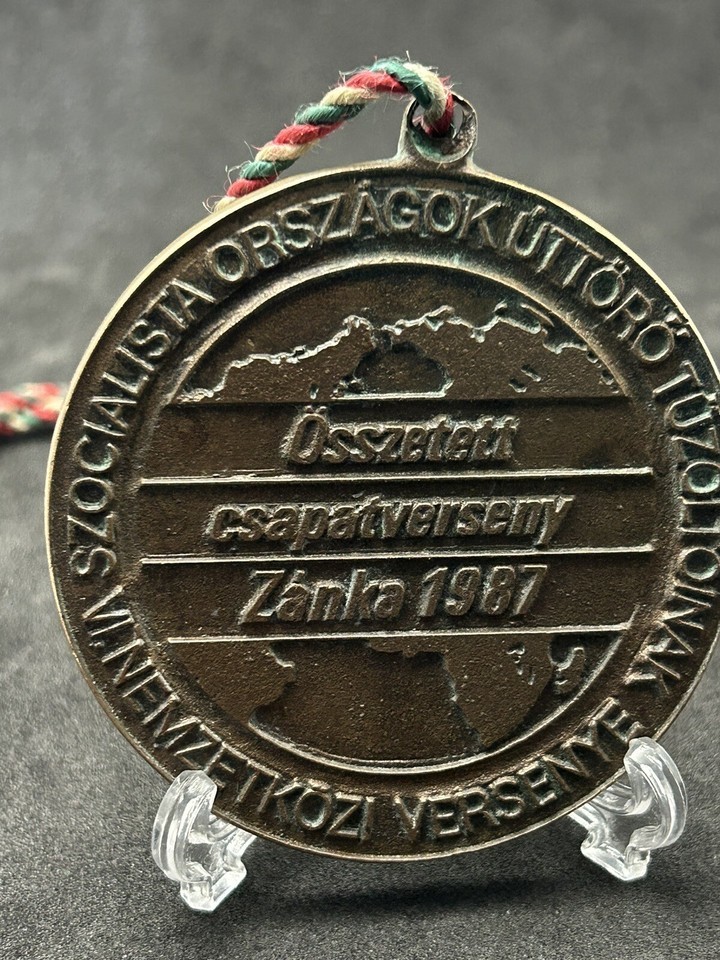 SZOCIALISTA ORSZÁGOK ÚTTÖRŐ TŰZOLTÓINAK
VI. NEMZETKÖZI VERSENYE
Összetett
csapatverseny
Zánka 1987